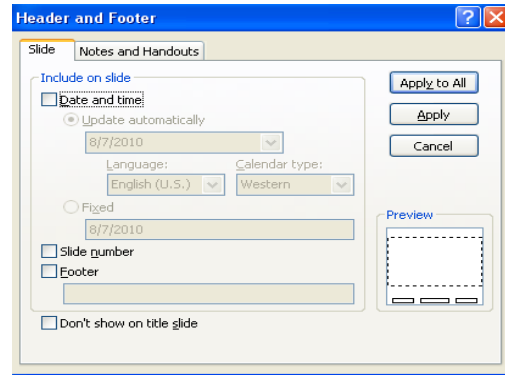 Header and Footer
Slide Notes and Handouts
Include on slide
Date and time
Update automatically
8/7/2010
Language: Calendar type:
English (U.S.) Western
Fixed
8/7/2010
Slide number
Footer
Don't show on title slide
Apply to All
Apply
Cancel
Preview